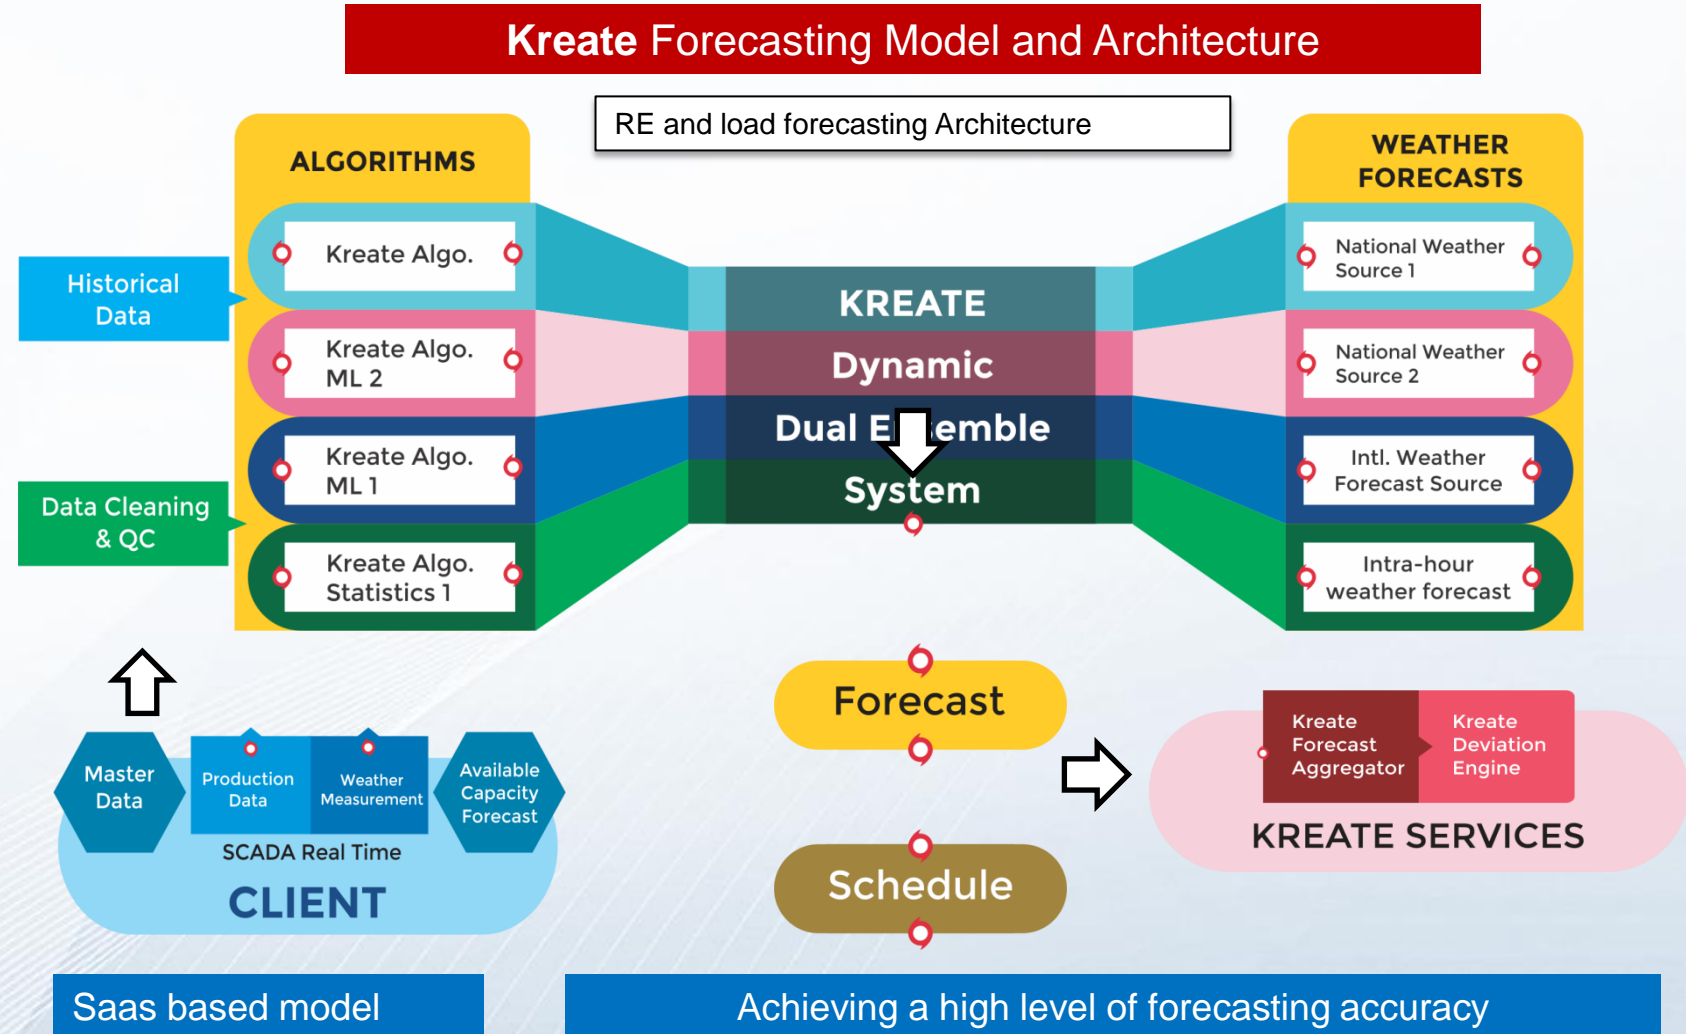 Kreate Forecasting Model and Architecture
RE and load forecasting Architecture
ALGORITHMS
Kreate Algo.
Kreate Algo.
ML 2
Kreate Algo.
ML 1
Kreate Algo.
Statistics 1
Historical
Data
Data Cleaning
& QC
KREATE
Dynamic
Dual Ensemble
System
WEATHER
FORECASTS
National Weather
Source 1
National Weather
Source 2
Intl. Weather
Forecast Source
Intra-hour
weather forecast
Master
Data
Production
Data
Weather
Measurement
Available
Capacity
Forecast
SCADA Real Time
CLIENT
Forecast
Schedule
Kreate
Forecast
Aggregator
Kreate
Deviation
Engine
KREATE SERVICES
Saas based model
Achieving a high level of forecasting accuracy